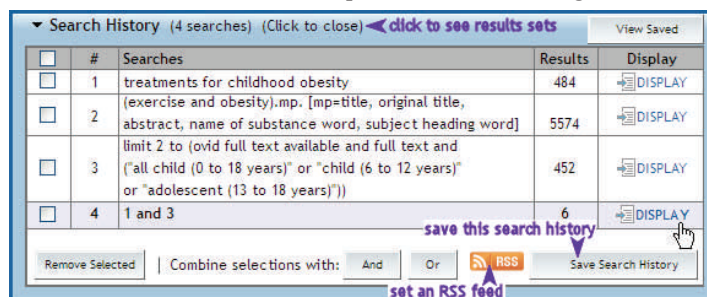 ▼ Search History (4 searches) (Click to close) click to see results sets View Saved
# Searches Results Display
1 treatments for childhood obesity 484 DISPLAY
2 (exercise and obesity).mp. [mp=title, original title,
abstract, name of substance word, subject heading word] 5574 DISPLAY
3 limit 2 to (ovid full text available and full text and
("all child (0 to 18 years)" or "child (6 to 12 years)" 452 DISPLAY
or "adolescent (13 to 18 years)"))
4 1 and 3 6 DISPLAY
save this search history
Remove Selected | Combine selections with: And Or RSS Save Search History
set an RSS feed